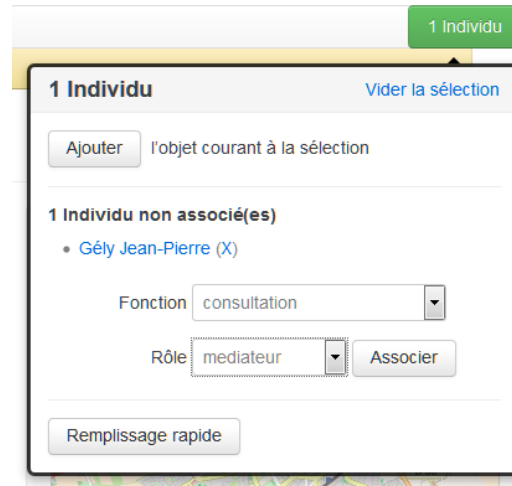 1 Individu
1 Individu
Vider la sélection
Ajouter l'objet courant à la sélection
1 Individu non associé(es)
• Gély Jean-Pierre (X)
Fonction consultation
Rôle mediateur Associer
Remplissage rapide